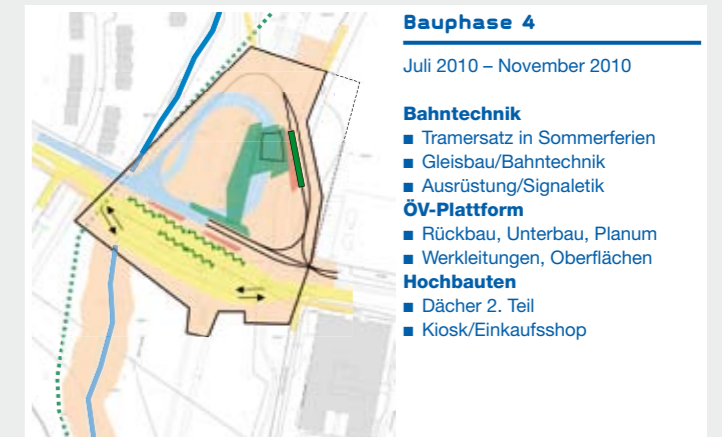 Bauphase 4
Juli 2010 – November 2010
Bahntechnik
■ Tramersatz in Sommerferien
■ Gleisbau/Bahntechnik
■ Ausrüstung/Signaletik
ÖV-Plattform
■ Rückbau, Unterbau, Planum
■ Werkleitungen, Oberflächen
Hochbauten
■ Dächer 2. Teil
■ Kiosk/Einkaufsshop